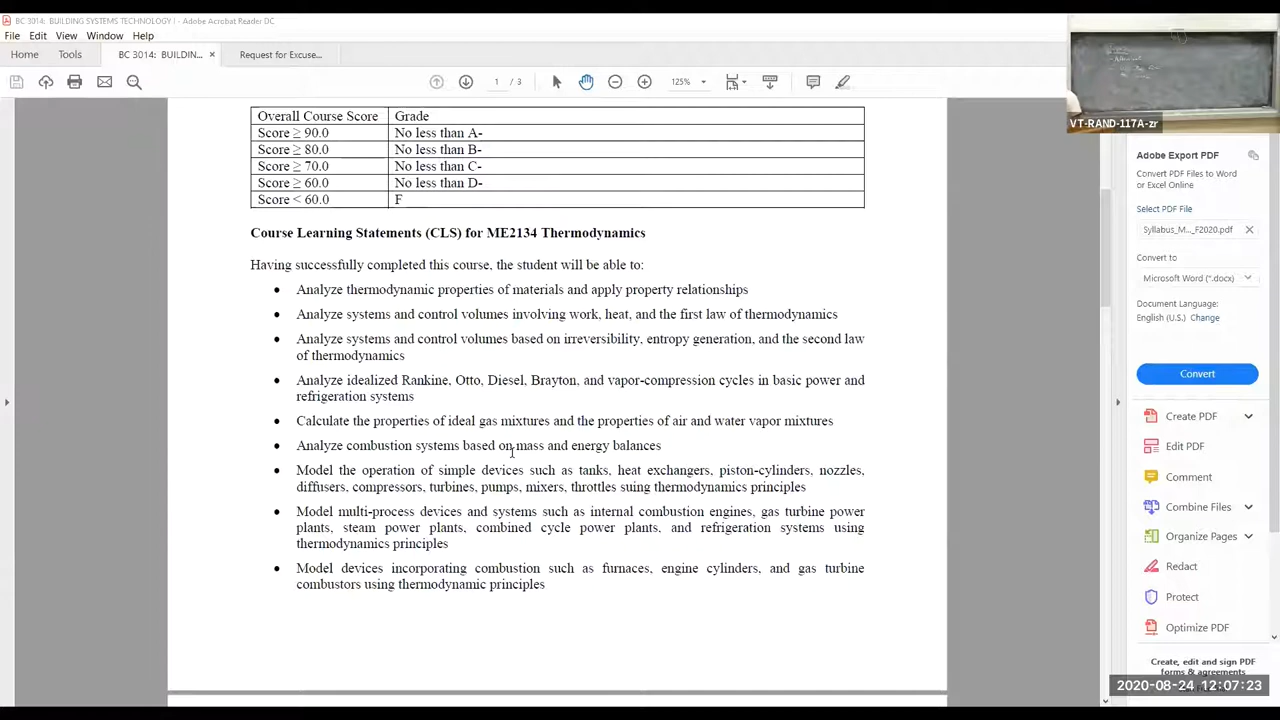 BC 3014: BUILDING SYSTEMS TECHNOLOGY I - Adobe Acrobat Reader DC
File Edit View Window Help
Home Tools BC 3014: BUILDIN... × Request for Excuse...
1 / 3 125%
VT-RAND-117A-zr
Overall Course Score Grade
Score ≥ 90.0 No less than A-
Score ≥ 80.0 No less than B-
Score ≥ 70.0 No less than C-
Score ≥ 60.0 No less than D-
Score < 60.0 F
Course Learning Statements (CLS) for ME2134 Thermodynamics
Having successfully completed this course, the student will be able to:
• Analyze thermodynamic properties of materials and apply property relationships
• Analyze systems and control volumes involving work, heat, and the first law of thermodynamics
• Analyze systems and control volumes based on irreversibility, entropy generation, and the second law
of thermodynamics
• Analyze idealized Rankine, Otto, Diesel, Brayton, and vapor-compression cycles in basic power and
refrigeration systems
• Calculate the properties of ideal gas mixtures and the properties of air and water vapor mixtures
• Analyze combustion systems based on mass and energy balances
• Model the operation of simple devices such as tanks, heat exchangers, piston-cylinders, nozzles,
diffusers, compressors, turbines, pumps, mixers, throttles suing thermodynamics principles
• Model multi-process devices and systems such as internal combustion engines, gas turbine power
plants, steam power plants, combined cycle power plants, and refrigeration systems using
thermodynamics principles
• Model devices incorporating combustion such as furnaces, engine cylinders, and gas turbine
combustors using thermodynamic principles
Adobe Export PDF
Convert PDF Files to Word
or Excel Online
Select PDF File
Syllabus_M..._F2020.pdf ×
Convert to
Microsoft Word (*.docx)
Document Language:
English (U.S.) Change
Convert
Create PDF
Edit PDF
Comment
Combine Files
Organize Pages
Redact
Protect
Optimize PDF
Create, edit and sign PDF
forms & agreements
2020-08-24 12:07:23